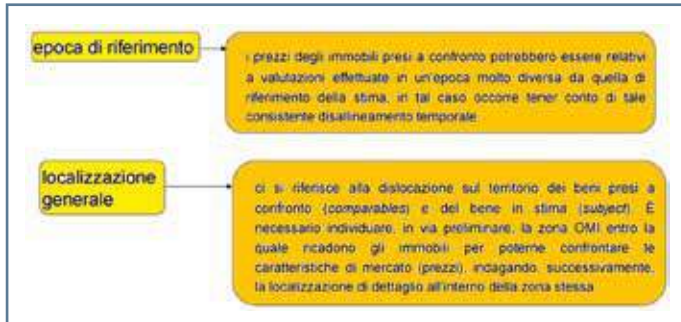 epoca di riferimento
i prezzi degli immobili presi a confronto potrebbero essere relativi
a valutazioni effettuate in un'epoca molto diversa da quella di
riferimento della stima, in tal caso occorre tener conto di tale
consistente disallineamento temporale
localizzazione
generale
ci si riferisce alla dislocazione sul territorio dei beni presi a
confronto (comparables) e del bene in stima (subject). È
necessario individuare, in via preliminare, la zona OMI entro la
quale ricadono gli immobili per poterne confrontare le
caratteristiche di mercato (prezzi), indagando, successivamente,
la localizzazione di dettaglio all'interno della zona stessa